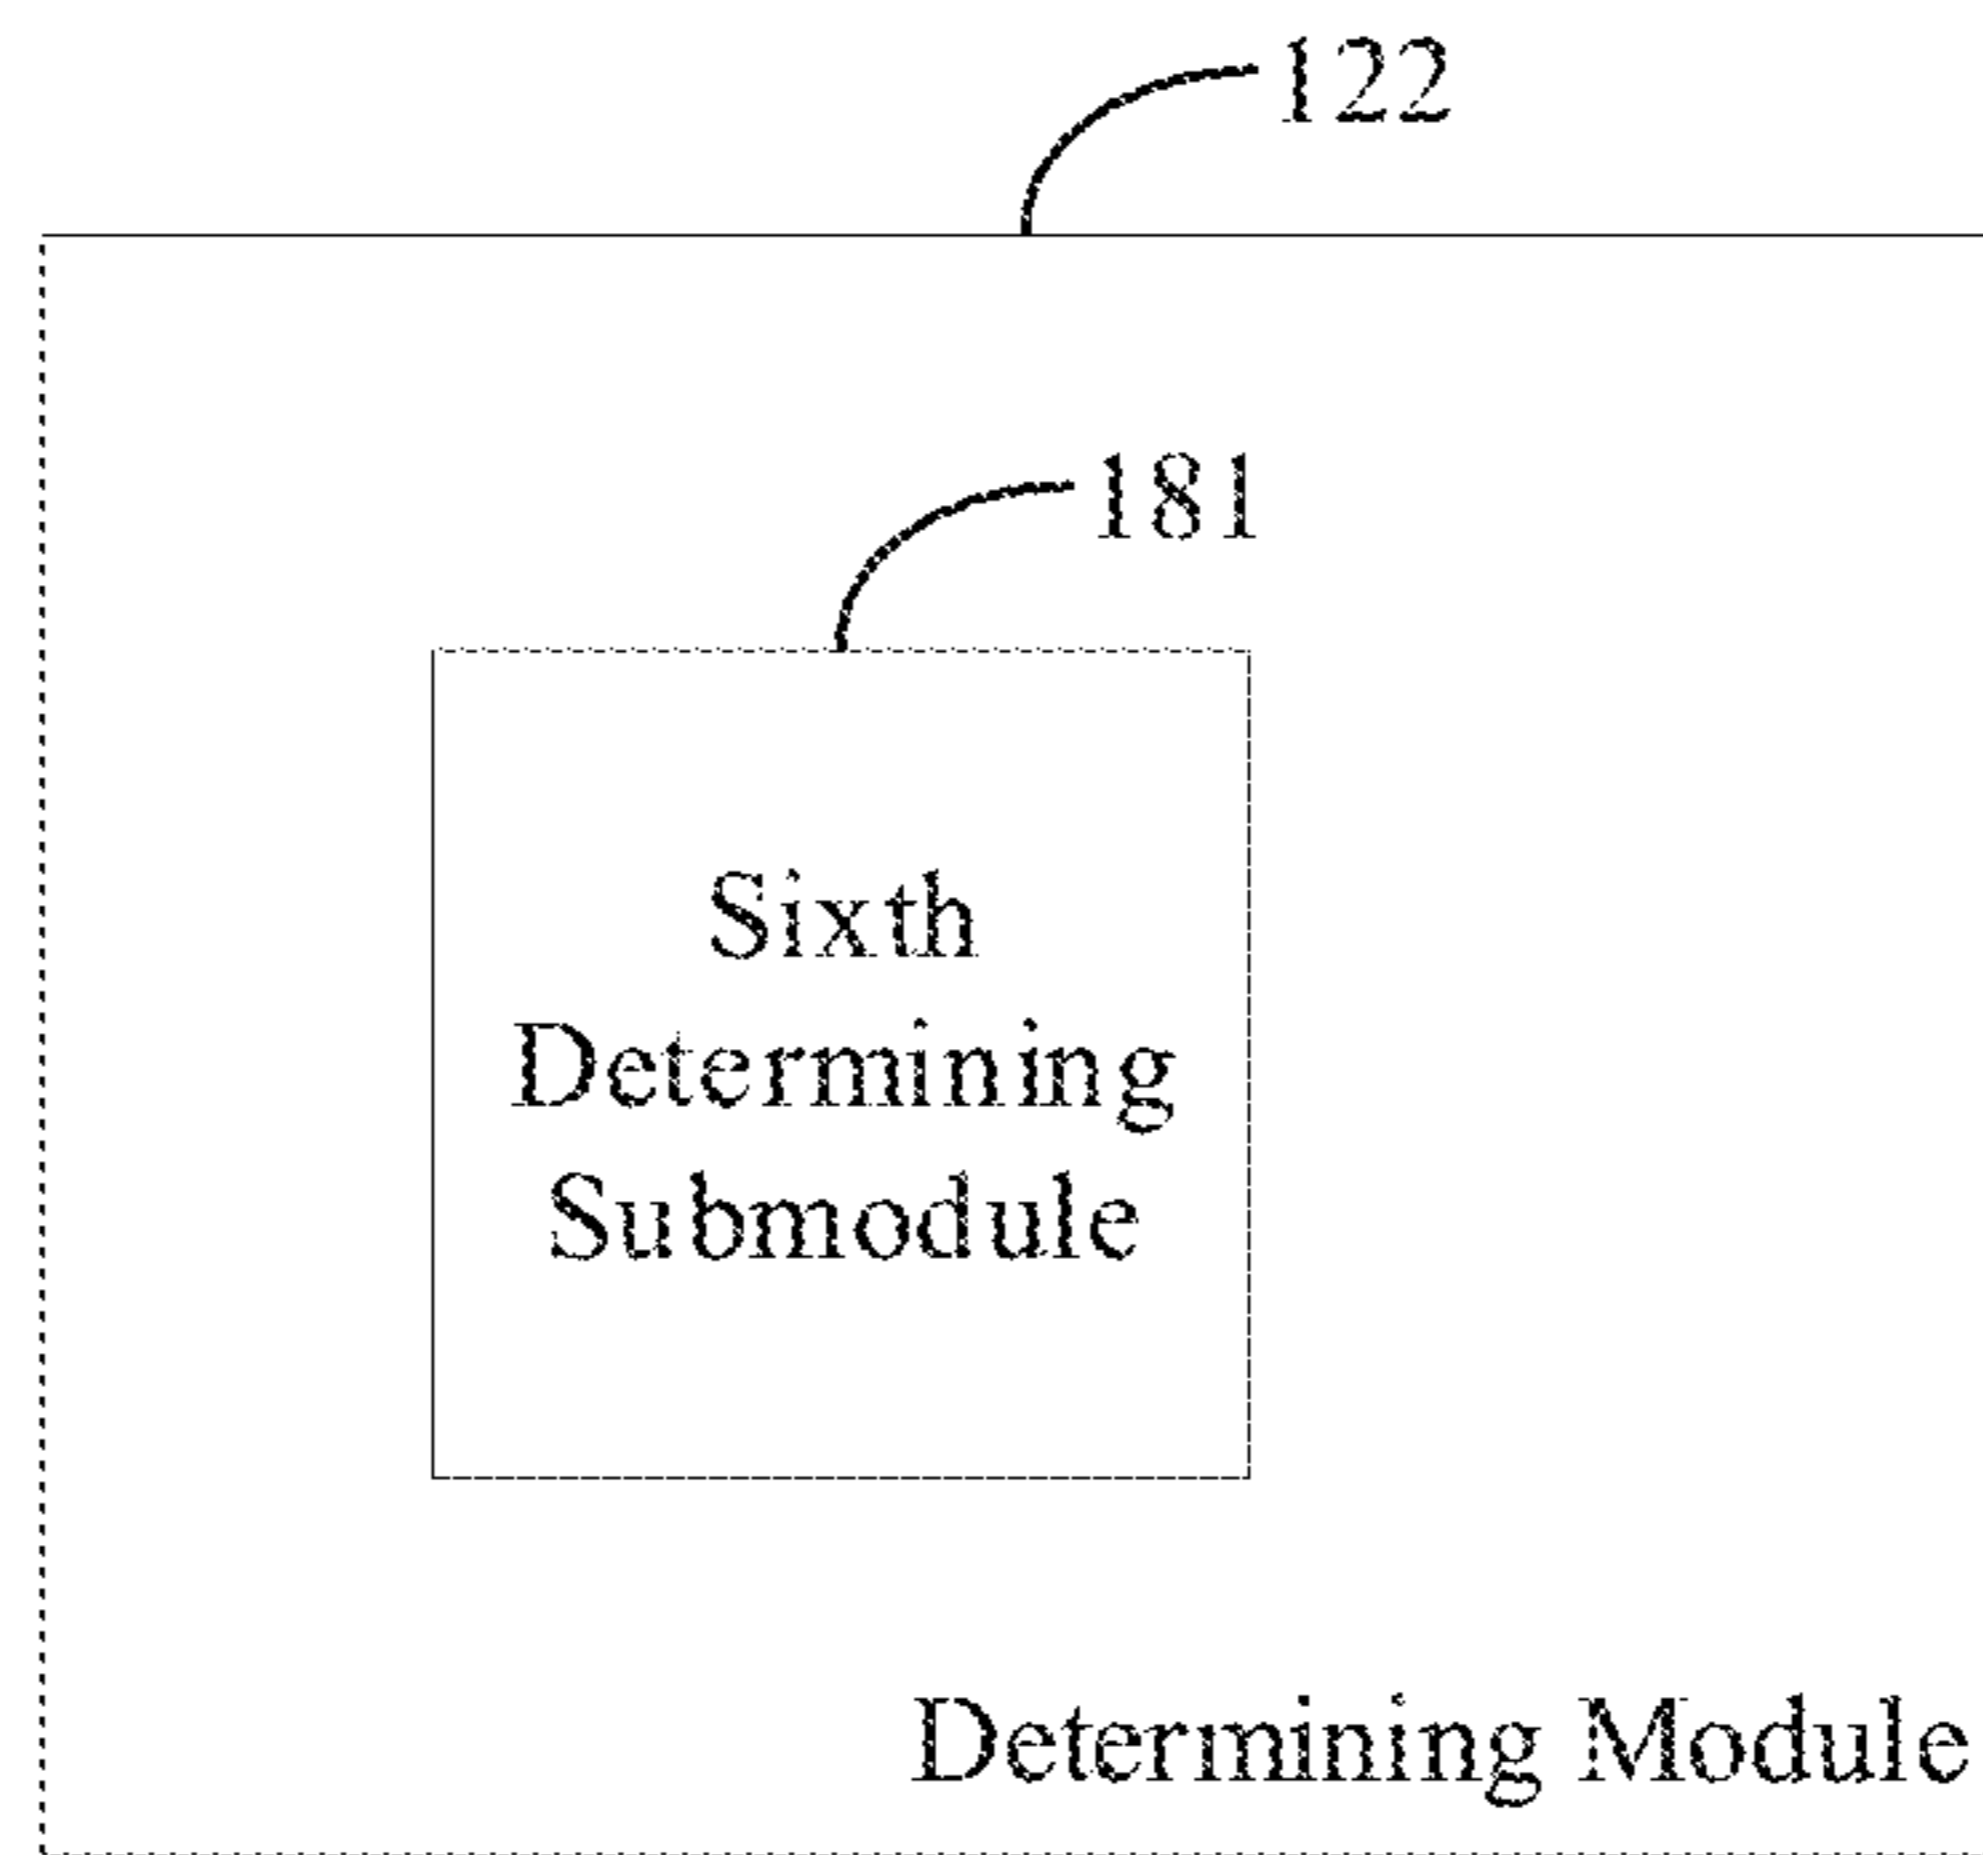 122
181
Sixth
Determining
Submodule
Determining Module